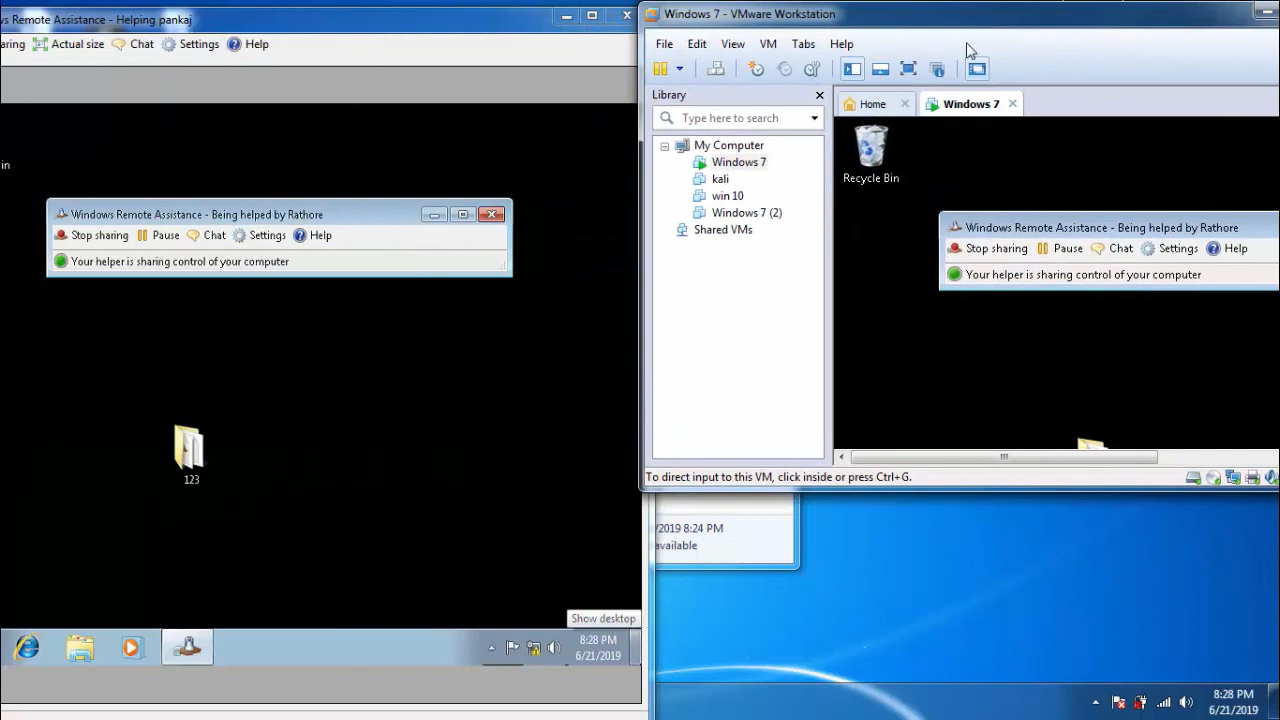 ws Remote Assistance - Helping pankaj
aring Actual size Chat Settings Help
in
Windows Remote Assistance - Being helped by Rathore
Stop sharing Pause Chat Settings Help
Your helper is sharing control of your computer
123
Show desktop
8:28 PM
6/21/2019
Windows 7 - VMware Workstation
File Edit View VM Tabs Help
Library
Type here to search
My Computer
Windows 7
kali
win 10
Windows 7 (2)
Shared VMs
Home Windows 7
Recycle Bin
Windows Remote Assistance - Being helped by Rathore
Stop sharing Pause Chat Settings Help
Your helper is sharing control of your computer
To direct input to this VM, click inside or press Ctrl+G.
/2019 8:24 PM
available
8:28 PM
6/21/2019